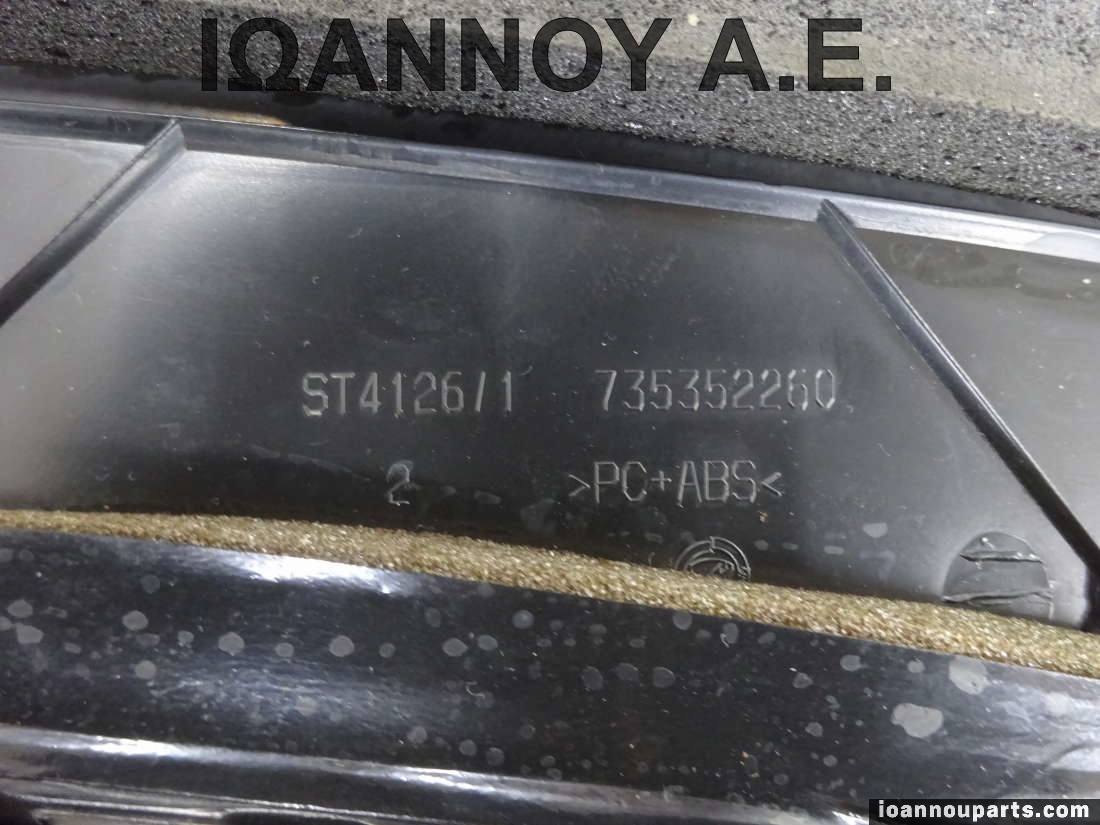 ΙΩΑΝΝΟΥ Α.Ε.
ST4126/1 735352260
2 >PC+ABS<
ioannouparts.com